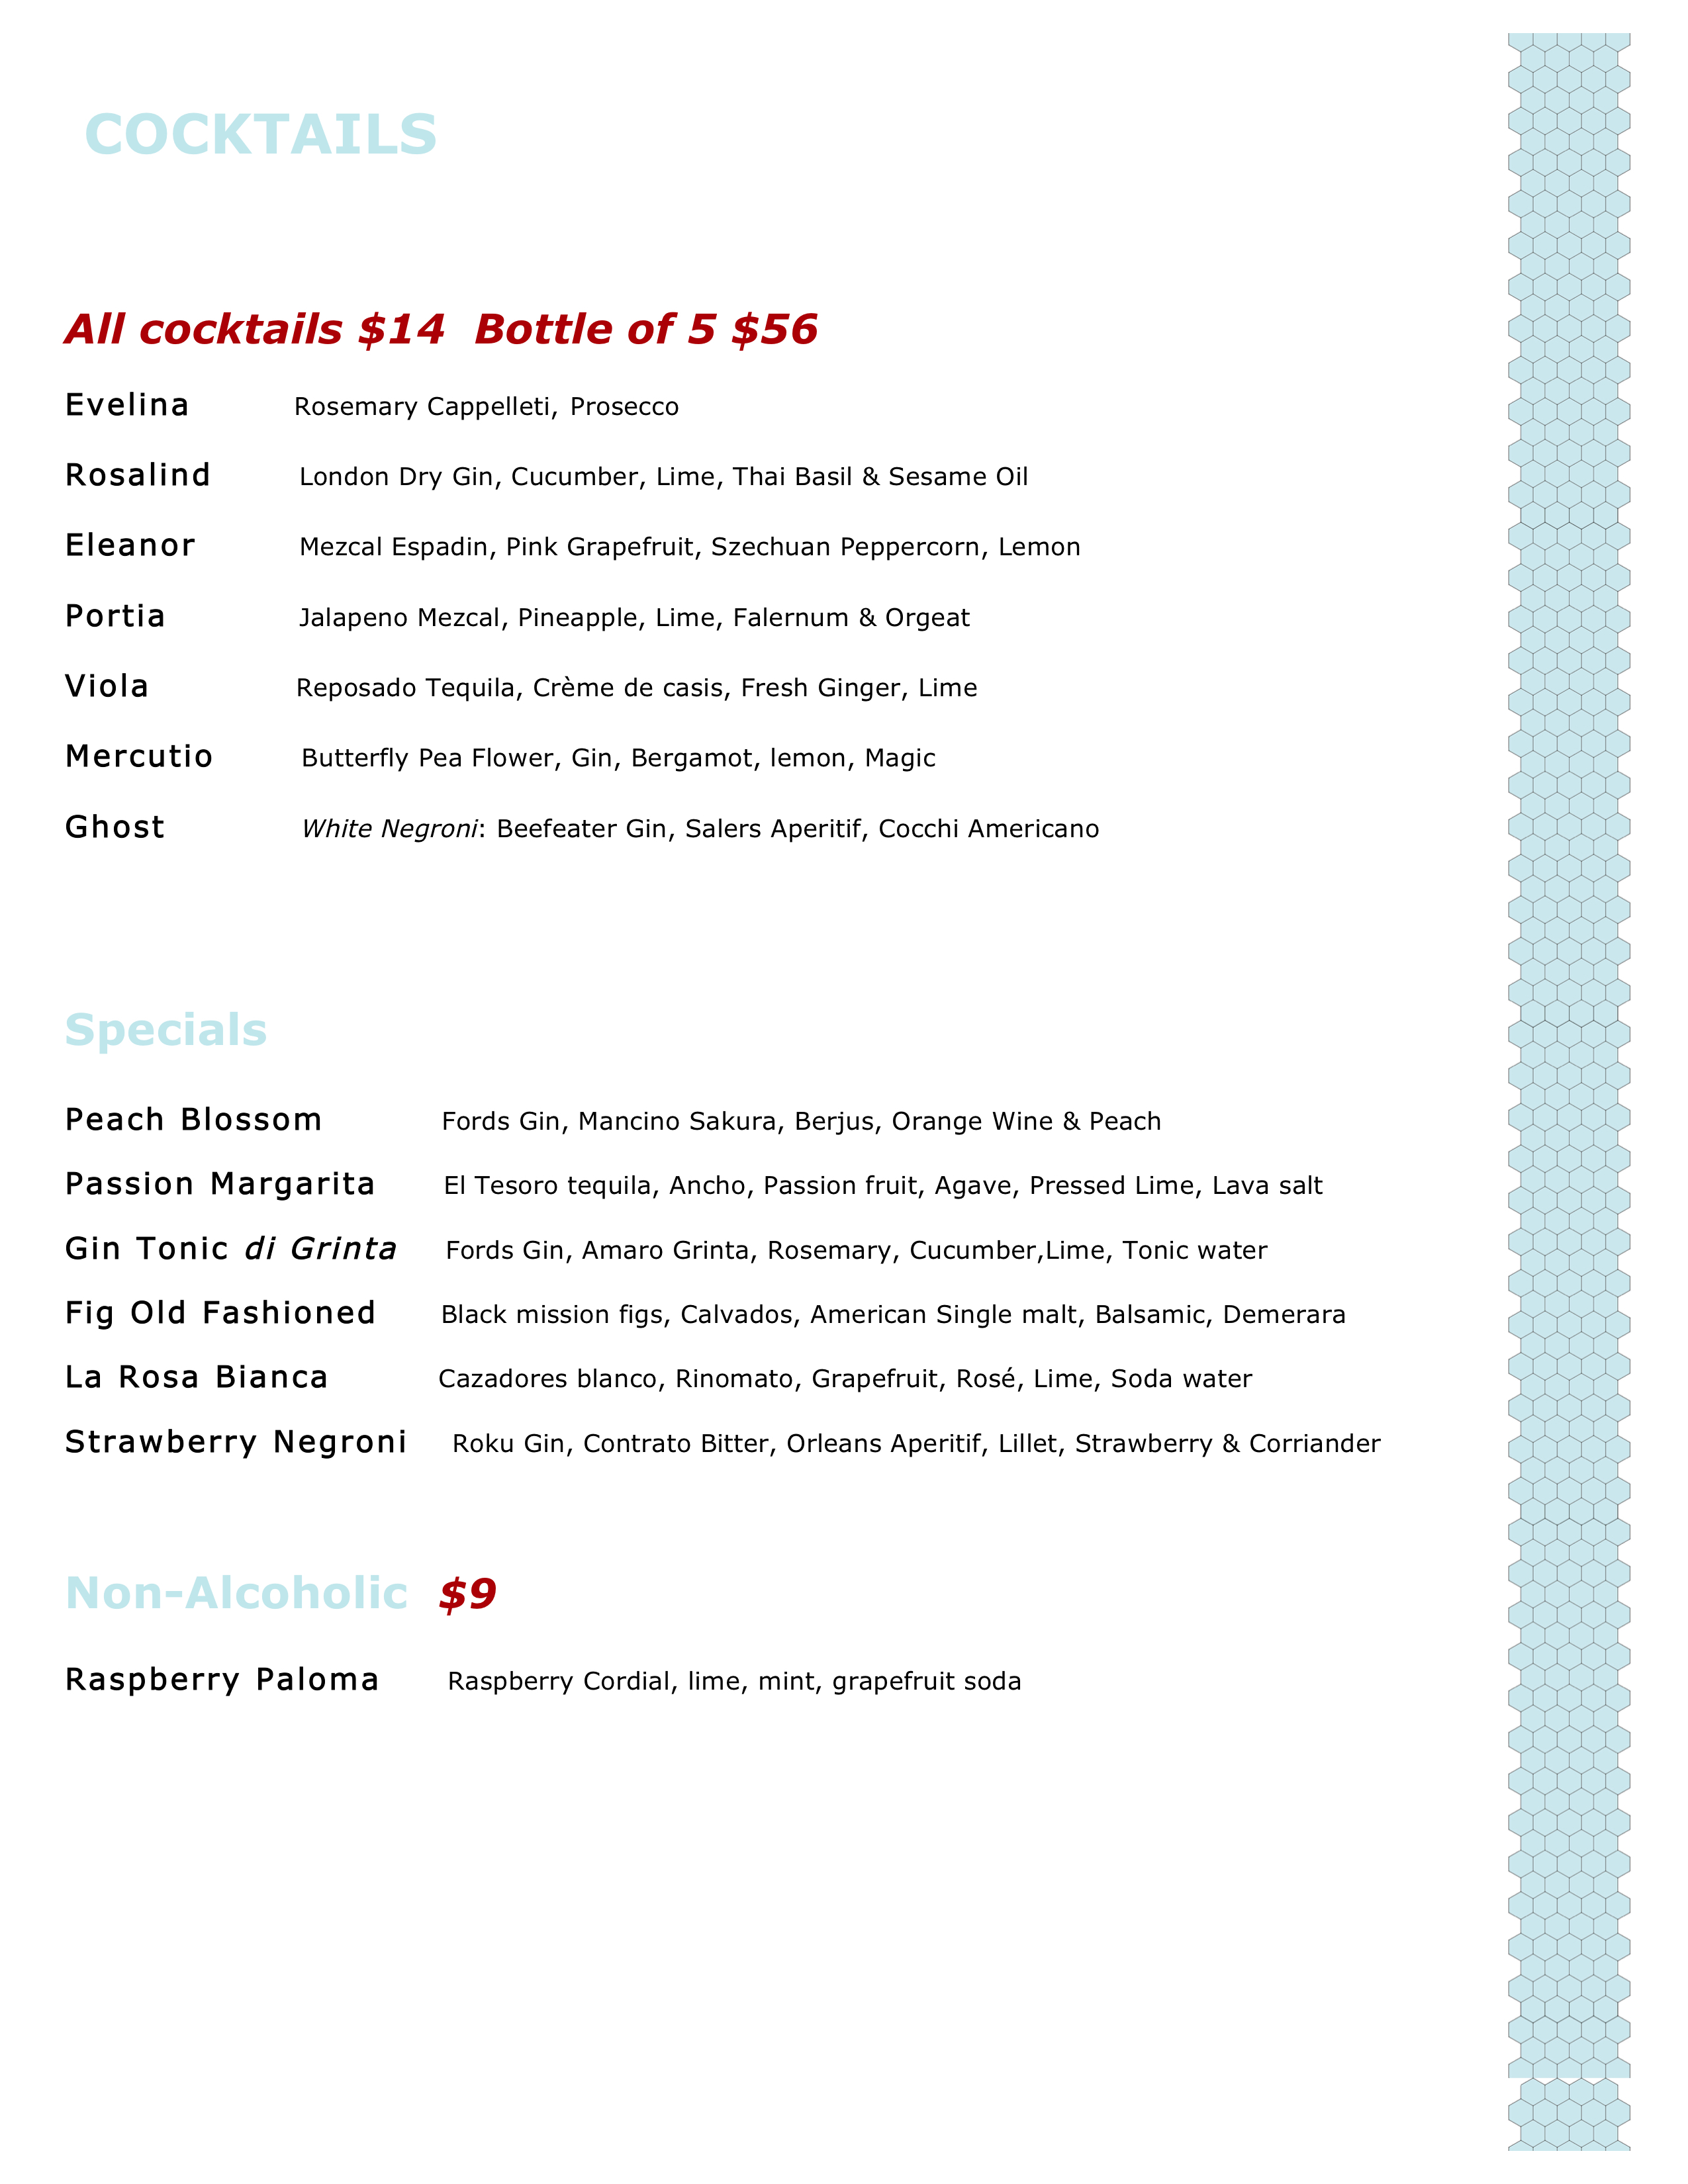 COCKTAILS
All cocktails $14 Bottle of 5 $56
Evelina Rosemary Cappelleti, Prosecco
Rosalind London Dry Gin, Cucumber, Lime, Thai Basil & Sesame Oil
Eleanor Mezcal Espadin, Pink Grapefruit, Szechuan Peppercorn, Lemon
Portia Jalapeno Mezcal, Pineapple, Lime, Falernum & Orgeat
Viola Reposado Tequila, Crème de casis, Fresh Ginger, Lime
Mercutio Butterfly Pea Flower, Gin, Bergamot, lemon, Magic
Ghost White Negroni: Beefeater Gin, Salers Aperitif, Cocchi Americano
Specials
Peach Blossom Fords Gin, Mancino Sakura, Berjus, Orange Wine & Peach
Passion Margarita El Tesoro tequila, Ancho, Passion fruit, Agave, Pressed Lime, Lava salt
Gin Tonic di Grinta Fords Gin, Amaro Grinta, Rosemary, Cucumber,Lime, Tonic water
Fig Old Fashioned Black mission figs, Calvados, American Single malt, Balsamic, Demerara
La Rosa Bianca Cazadores blanco, Rinomato, Grapefruit, Rosé, Lime, Soda water
Strawberry Negroni Roku Gin, Contrato Bitter, Orleans Aperitif, Lillet, Strawberry & Corriander
Non-Alcoholic $9
Raspberry Paloma Raspberry Cordial, lime, mint, grapefruit soda